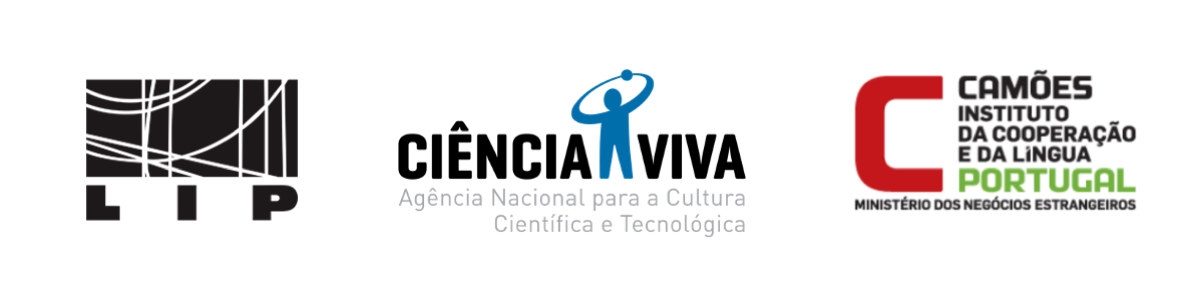 LIP
CIÊNCIA VIVA
Agência Nacional para a Cultura
Científica e Tecnológica
CAMÕES
INSTITUTO
DA COOPERAÇÃO
E DA LÍNGUA
PORTUGAL
MINISTÉRIO DOS NEGÓCIOS ESTRANGEIROS